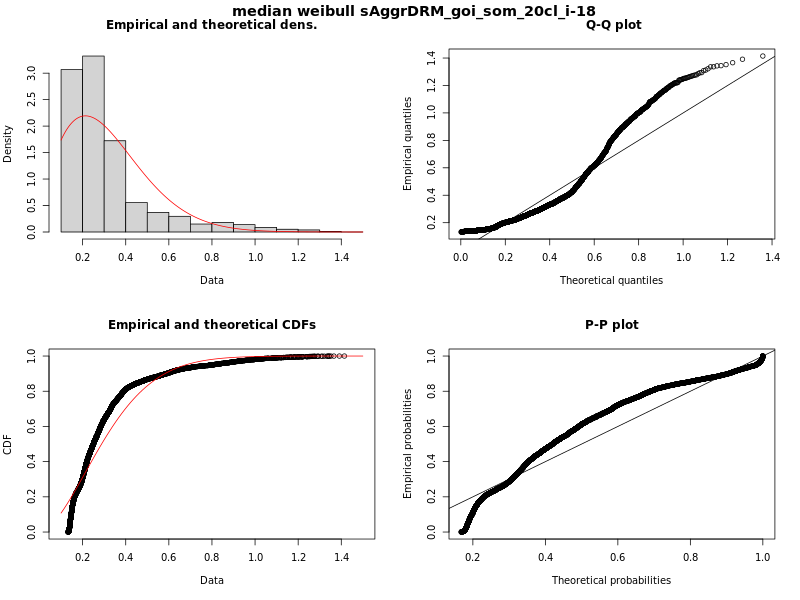 median weibull sAggrDRM_goi_som_20cl_i-18
Empirical and theoretical dens.
Density
0.0 0.5 1.0 1.5 2.0 2.5 3.0
0.2 0.4 0.6 0.8 1.0 1.2 1.4
Data
Q-Q plot
Empirical quantiles
0.2 0.4 0.6 0.8 1.0 1.2 1.4
0.0 0.2 0.4 0.6 0.8 1.0 1.2 1.4
Theoretical quantiles
Empirical and theoretical CDFs
CDF
0.0 0.2 0.4 0.6 0.8 1.0
0.2 0.4 0.6 0.8 1.0 1.2 1.4
Data
P-P plot
Empirical probabilities
0.0 0.2 0.4 0.6 0.8 1.0
0.2 0.4 0.6 0.8 1.0
Theoretical probabilities